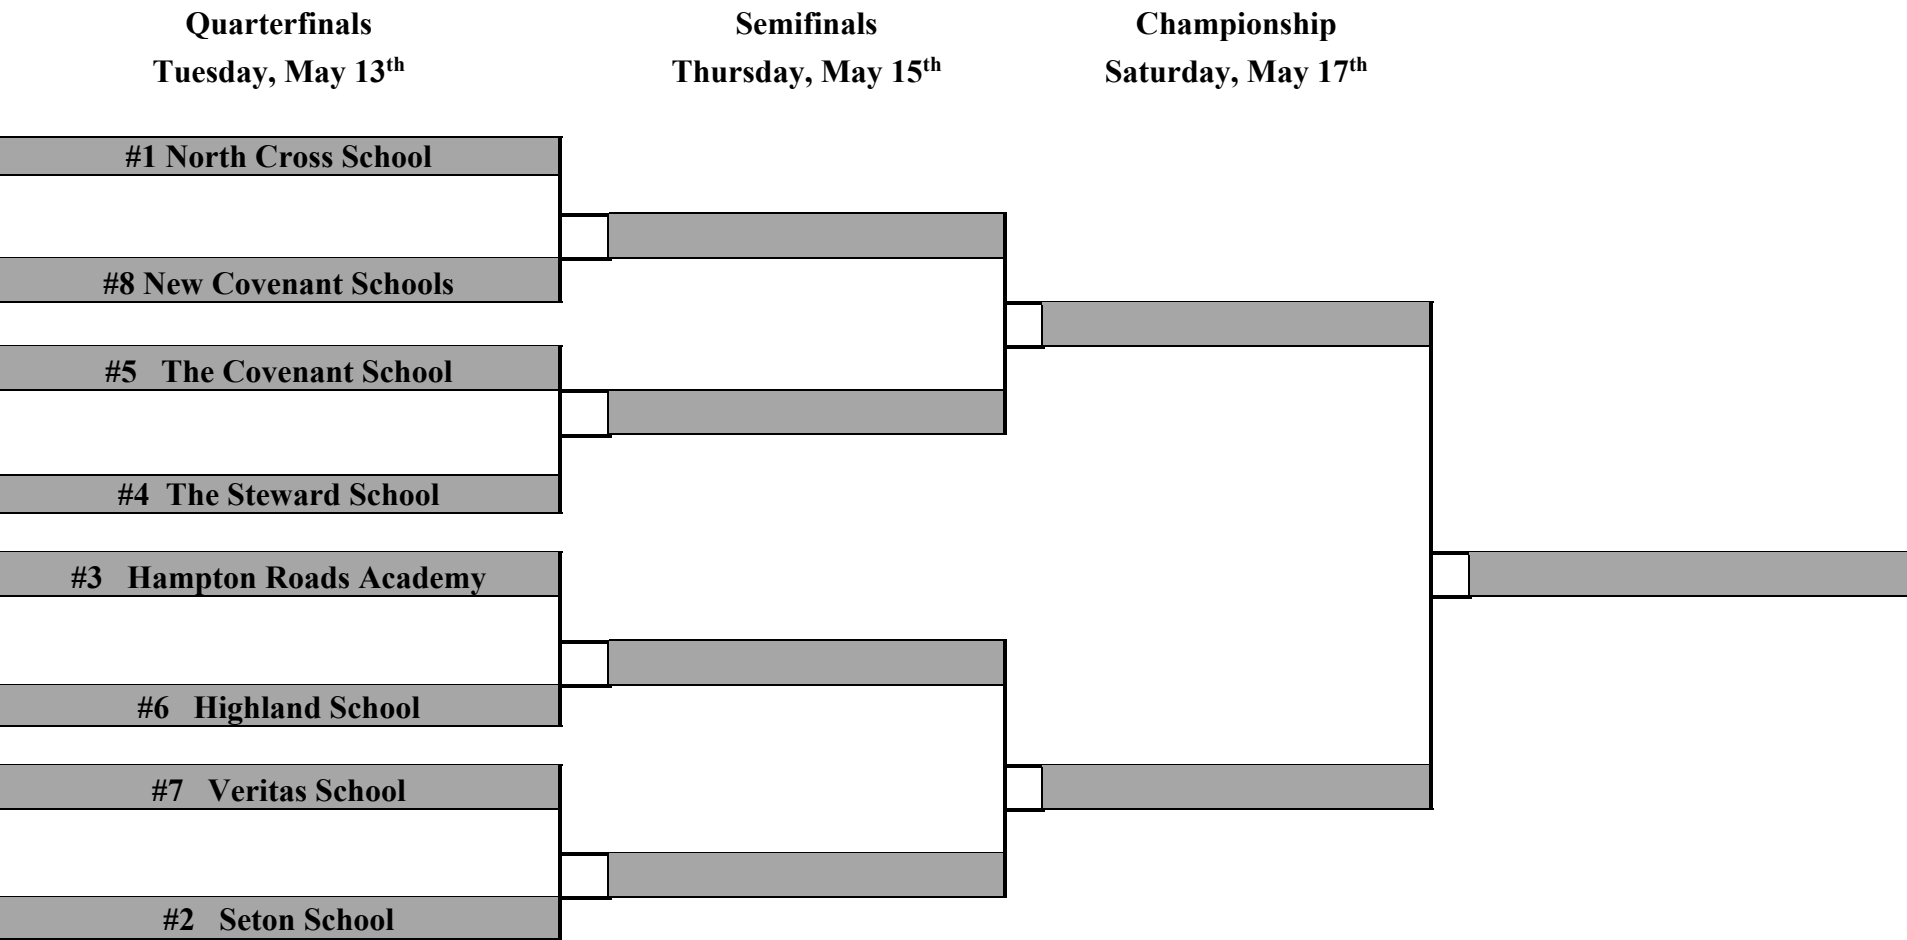 Quarterfinals
Tuesday, May 13th
Semifinals
Thursday, May 15th
Championship
Saturday, May 17th
#1 North Cross School
#8 New Covenant Schools
#5 The Covenant School
#4 The Steward School
#3 Hampton Roads Academy
#6 Highland School
#7 Veritas School
#2 Seton School